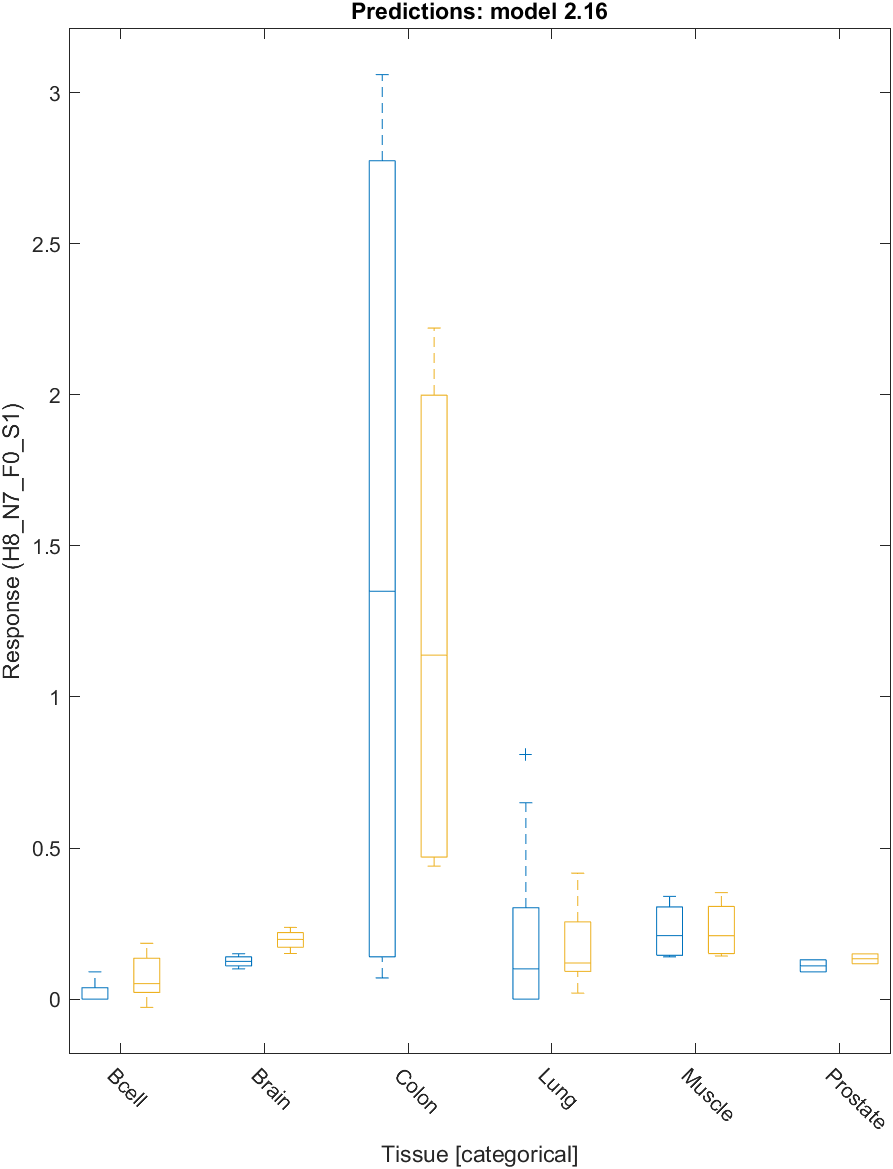 Predictions: model 2.16
3
2.5
2
1.5
1
0.5
0
Response (H8_N7_F0_S1)
Bcell
Brain
Colon
Lung
Muscle
Prostate
Tissue [categorical]